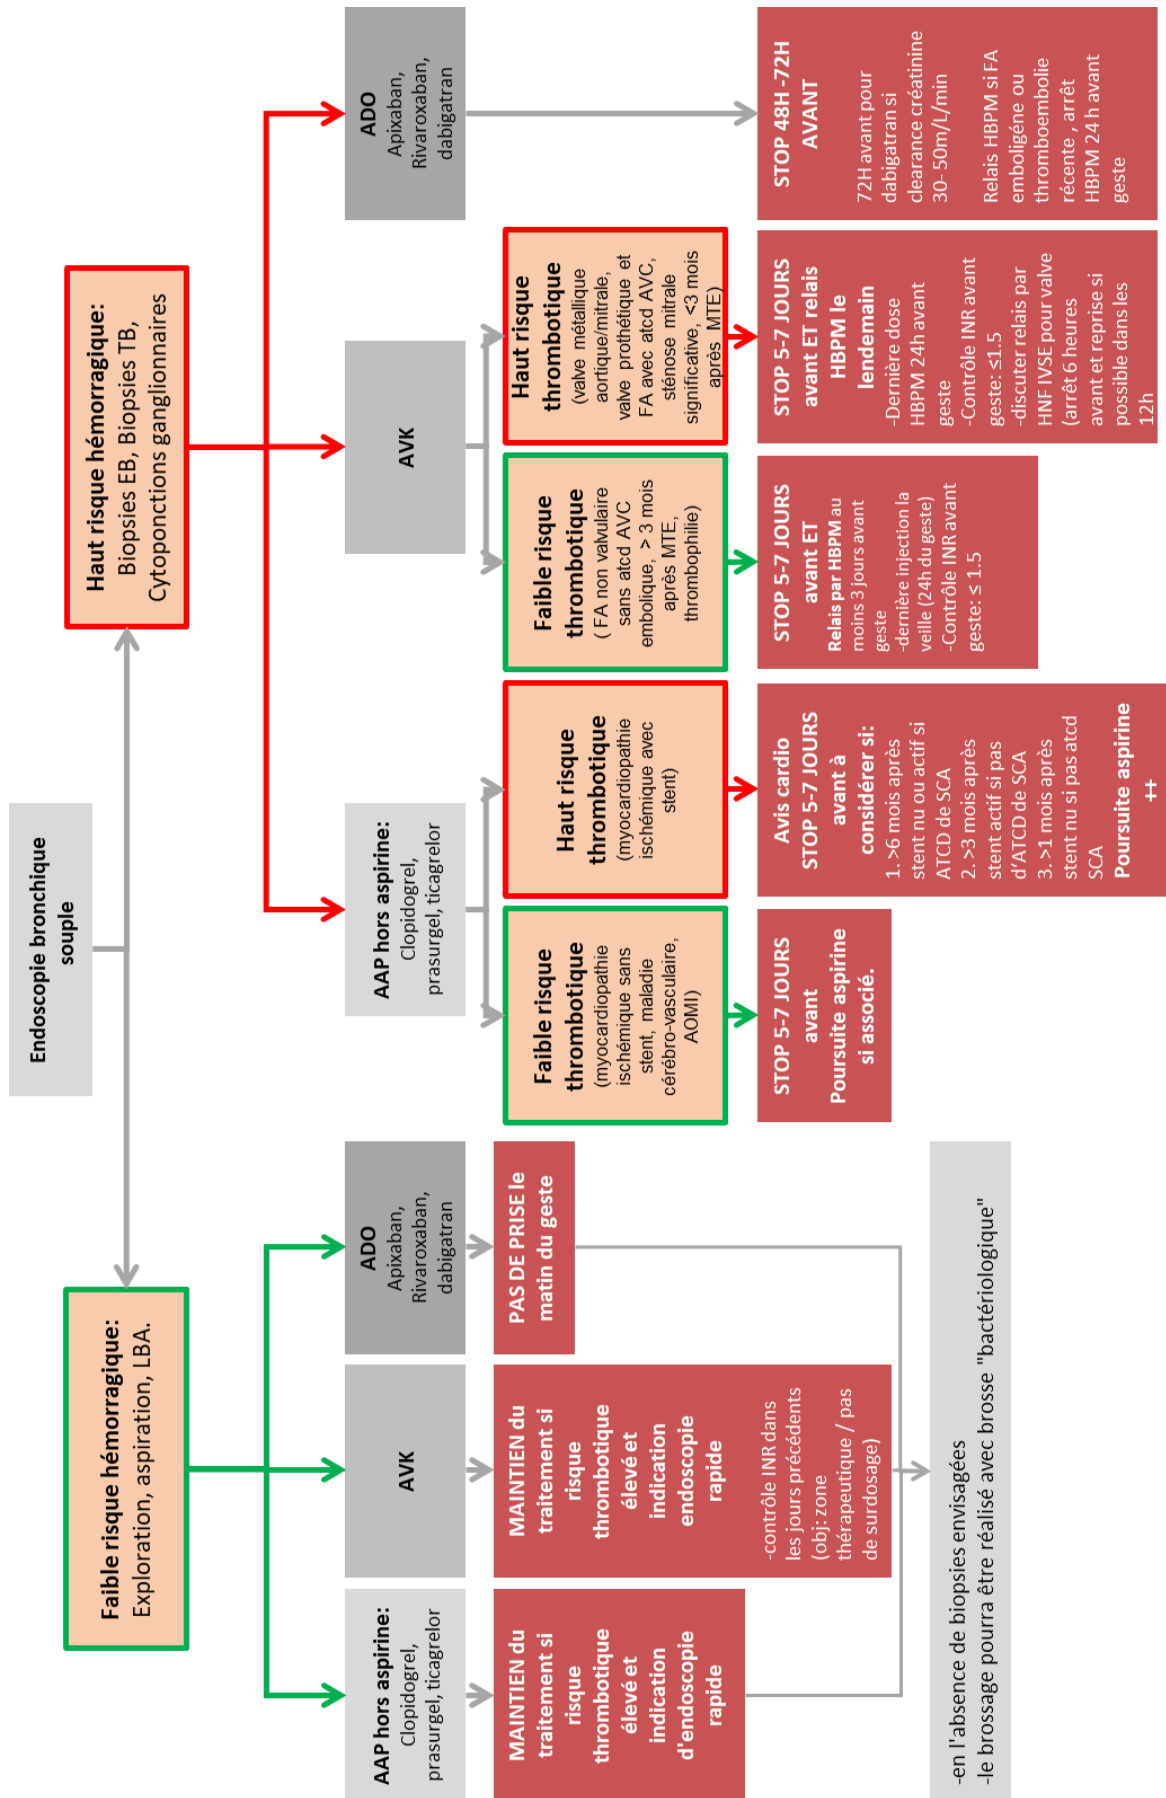 Endoscopie bronchique
souple
Faible risque hémorragique:
Exploration, aspiration, LBA.
Haut risque hémorragique:
Biopsies EB, Biopsies TB,
Cytoponctions ganglionnaires
AAP hors aspirine:
Clopidogrel,
prasurgel, ticagrelor
AVK
ADO
Apixaban,
Rivaroxaban,
dabigatran
AAP hors aspirine:
Clopidogrel,
prasurgel, ticagrelor
AVK
ADO
Apixaban,
Rivaroxaban,
dabigatran
MAINTIEN du
traitement si
risque
thrombotique
élevé et
indication
d'endoscopie
rapide
MAINTIEN du
traitement si
risque
thrombotique
élevé et
indication
endoscopie
rapide
-contrôle INR dans
les jours précédents
(obj: zone
thérapeutique / pas
de surdosage)
PAS DE PRISE le
matin du geste
Faible risque
thrombotique
(myocardiopathie
ischémique sans
stent, maladie
cérébro-vasculaire,
AOMI)
Haut risque
thrombotique
(myocardiopathie
ischémique avec
stent)
Faible risque
thrombotique
( FA non valvulaire
sans atcd AVC
embolique, > 3 mois
après MTE,
thrombophilie)
Haut risque
thrombotique
(valve métallique
aortique/mitrale,
valve prothétique et
FA avec atcd AVC,
sténose mitrale
significative, <3 mois
après MTE)
STOP 5-7 JOURS
avant
Poursuite aspirine
si associé.
Avis cardio
STOP 5-7 JOURS
avant à
considérer si:
1. >6 mois après
stent nu ou actif si
ATCD de SCA
2. >3 mois après
stent actif si pas
d'ATCD de SCA
3. >1 mois après
stent nu si pas atcd
SCA
Poursuite aspirine
++
STOP 5-7 JOURS
avant ET
Relais par HBPM au
moins 3 jours avant
geste
-dernière injection la
veille (24h du geste)
-Contrôle INR avant
geste: ≤ 1.5
STOP 5-7 JOURS
avant ET relais
HBPM le
lendemain
-Dernière dose
HBPM 24h avant
geste
-Contrôle INR avant
geste: ≤1.5
-discuter relais par
HNF IVSE pour valve
(arrêt 6 heures
avant et reprise si
possible dans les
12h
STOP 48H -72H
AVANT
72H avant pour
dabigatran si
clearance créatinine
30- 50m/L/min
Relais HBPM si FA
emboligéne ou
thromboembolie
récente , arrêt
HBPM 24 h avant
geste
-en l'absence de biopsies envisagées
-le brossage pourra être réalisé avec brosse "bactériologique"